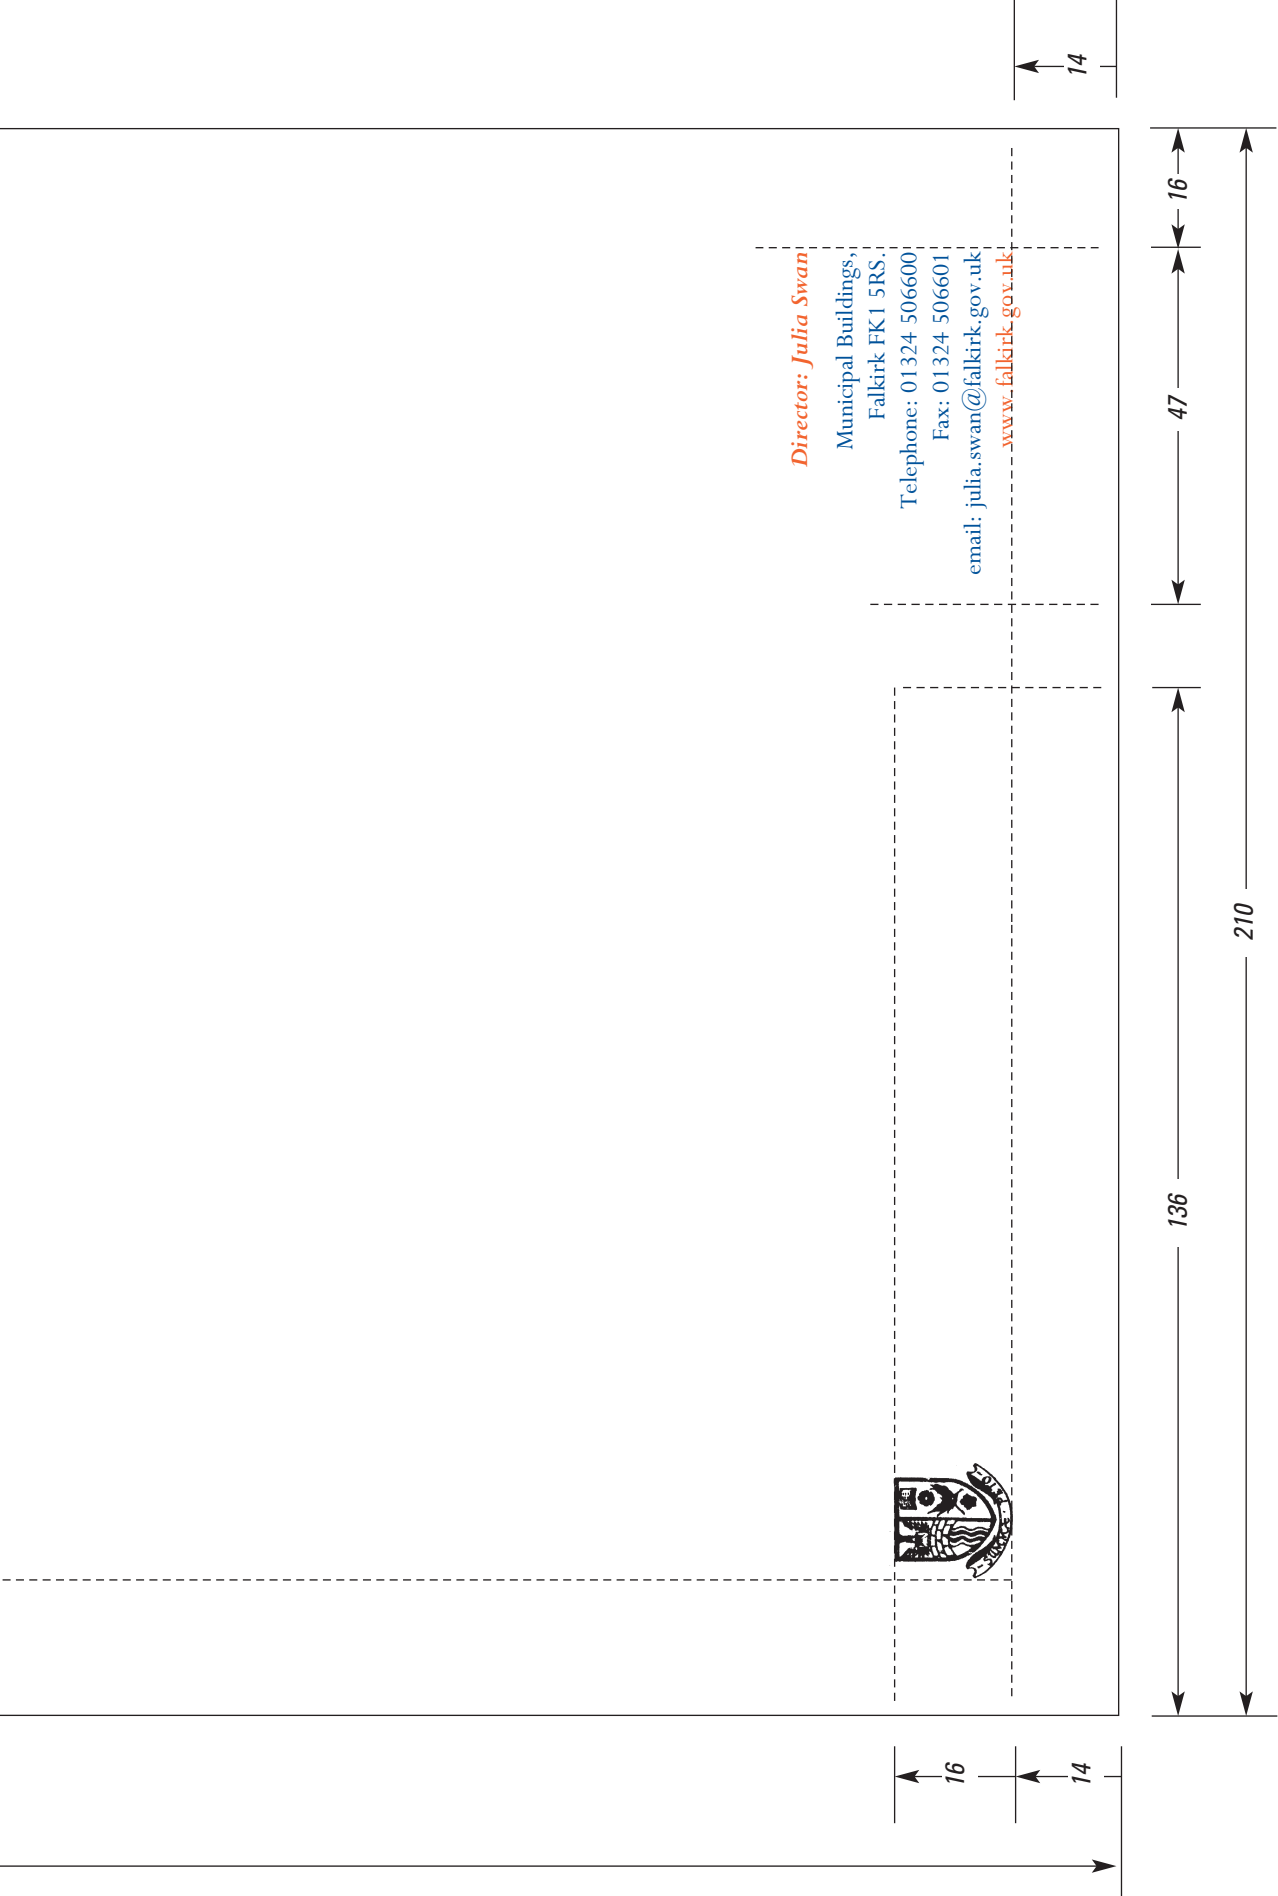 Director: Julia Swan
Municipal Buildings,
Falkirk FK1 5RS.
Telephone: 01324 506600
Fax: 01324 506601
email: julia.swan@falkirk.gov.uk
www.falkirk.gov.uk
14
16
47
136
210
16
14